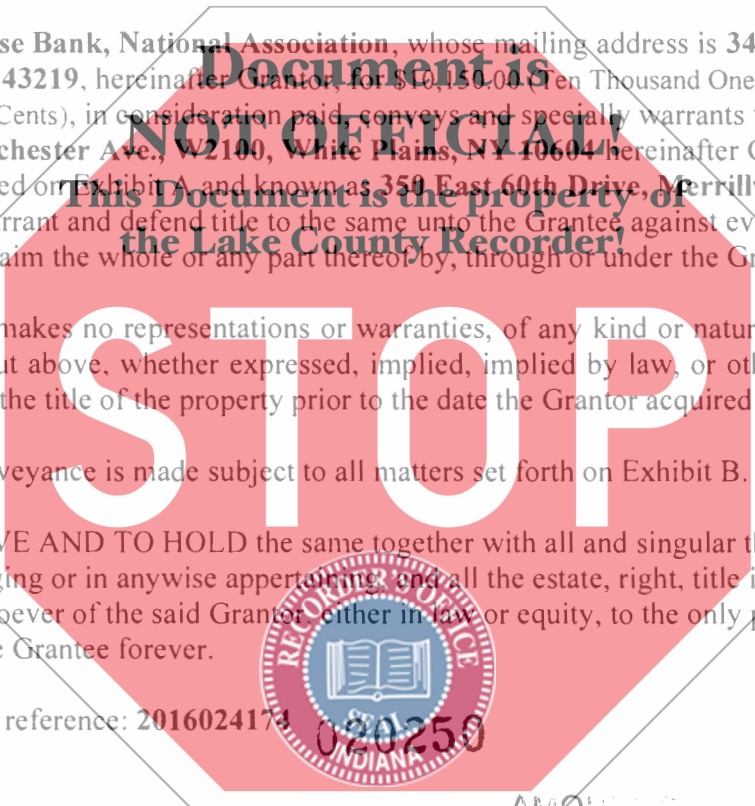 se Bank, National Association, whose mailing address is 34
Document is
43219, hereinafter Grantor, for $10,150.00 (Ten Thousand One
Cents), in consideration paid, conveys and specially warrants
NOT OFFICIAL!
chester Ave., W2100, White Plains, NY 10604 hereinafter
ed on Exhibit A and known as 350 East 60th Drive, Merrillv
This Document is the property of
rrant and defend title to the same unto the Grantee against ev
the Lake County Recorder!
aim the whole or any part thereof by, through or under the Gr
makes no representations or warranties, of any kind or natur
ut above, whether expressed, implied, implied by law, or oth
the title of the property prior to the date the Grantor acquired
STOP
veyance is made subject to all matters set forth on Exhibit B.
VE AND TO HOLD the same together with all and singular th
ging or in anywise appertaining, and all the estate, right, title i
oever of the said Grantor, either in law or equity, to the only p
e Grantee forever.
RECORDER'S OFFICE
SEAL
INDIANA
reference: 2016024174
020250